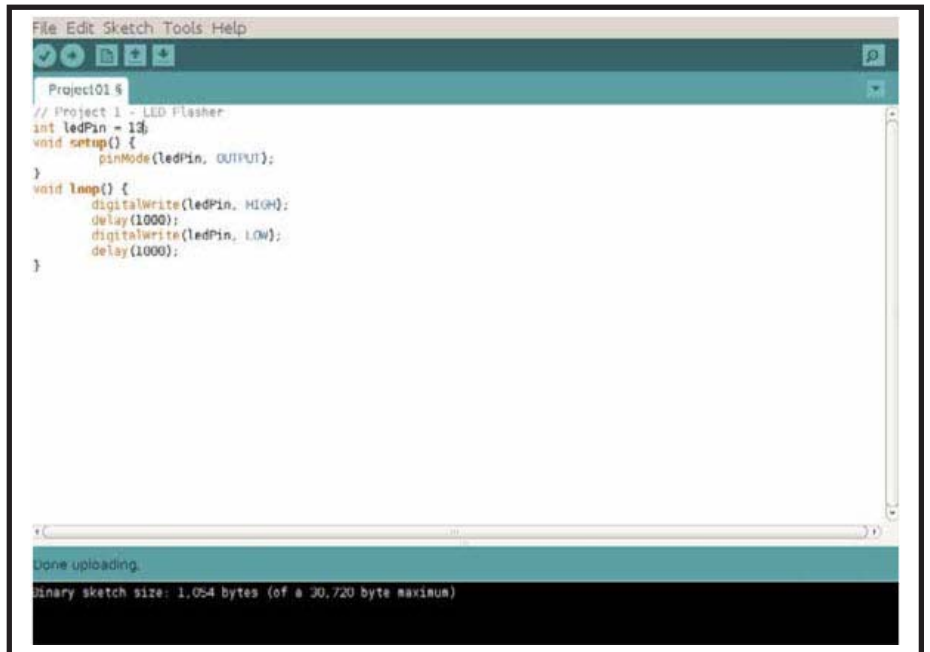 File Edit Sketch Tools Help
Project01 §
// Project 1 - LED Flasher
int ledPin = 13;
void setup() {
pinMode(ledPin, OUTPUT);
}
void loop() {
digitalWrite(ledPin, HIGH);
delay(1000);
digitalWrite(ledPin, LOW);
delay(1000);
}
Done uploading.
Binary sketch size: 1,054 bytes (of a 30,720 byte maximum)